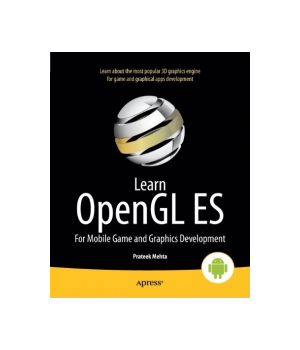 Learn about the most popular 3D graphics engine
for game and graphical apps development
Learn
OpenGL ES
For Mobile Game and Graphics Development
Prateek Mehta
Apress®